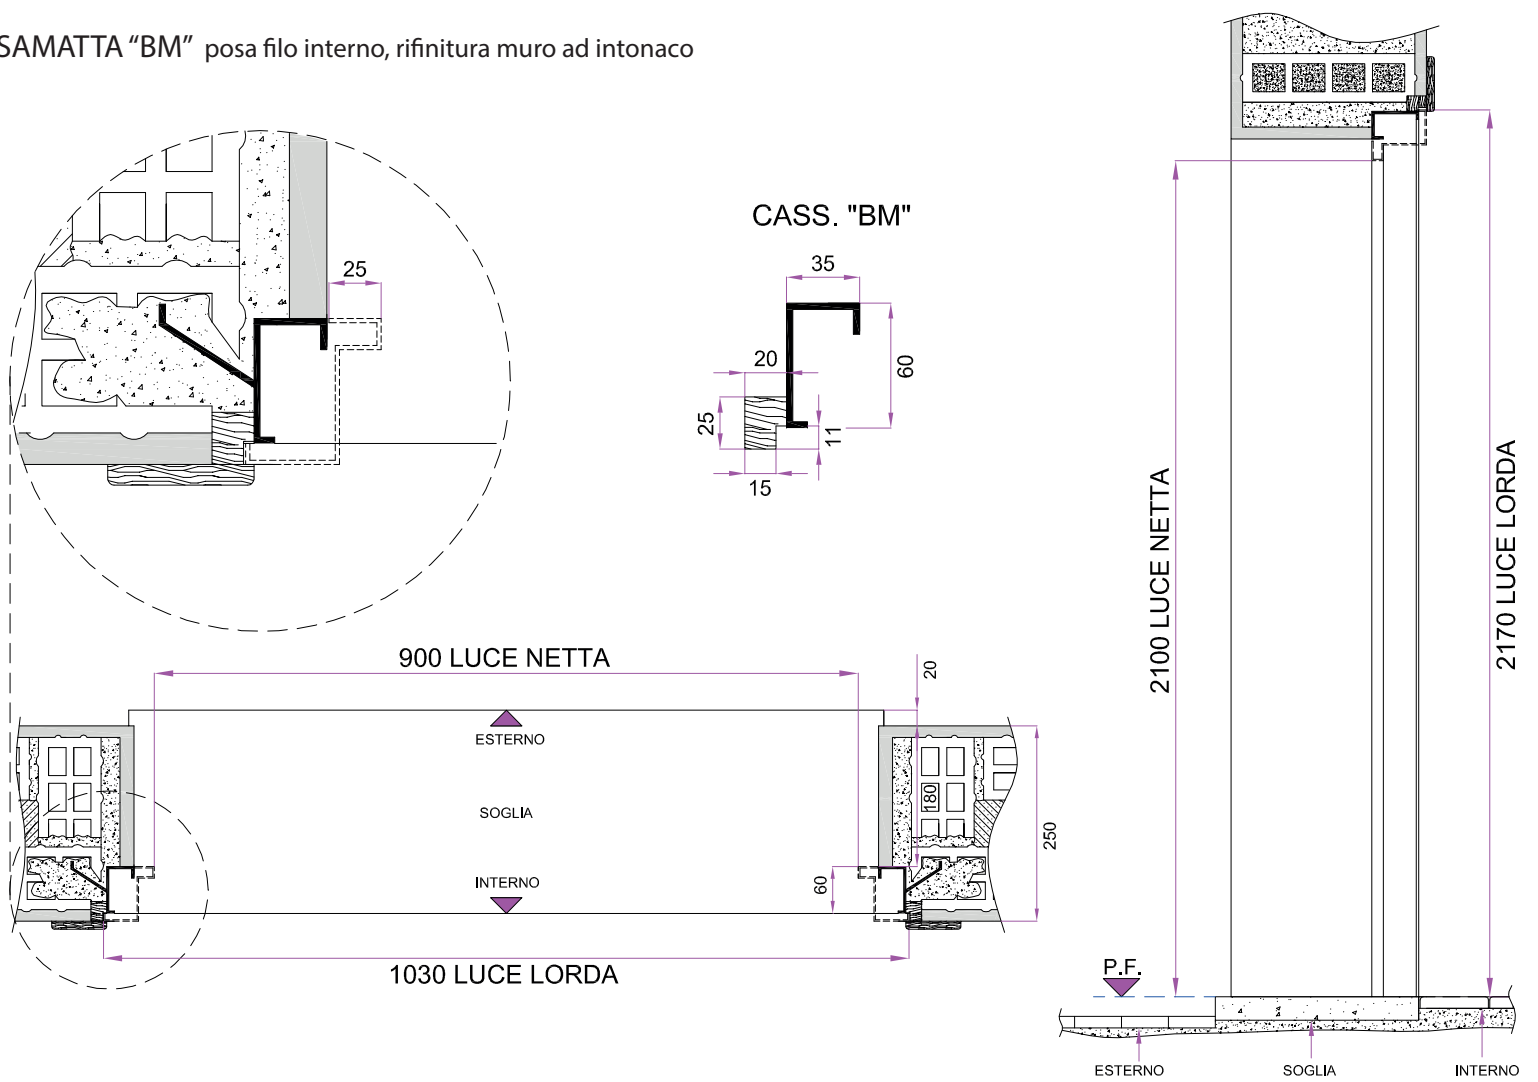 SAMATTA “BM” posa filo interno, rifinitura muro ad intonaco
25
CASS. "BM"
35
20
60
25
11
15
2100 LUCE NETTA
2170 LUCE LORDA
900 LUCE NETTA
20
ESTERNO
SOGLIA
180
250
INTERNO
60
1030 LUCE LORDA
P.F.
ESTERNO
SOGLIA
INTERNO